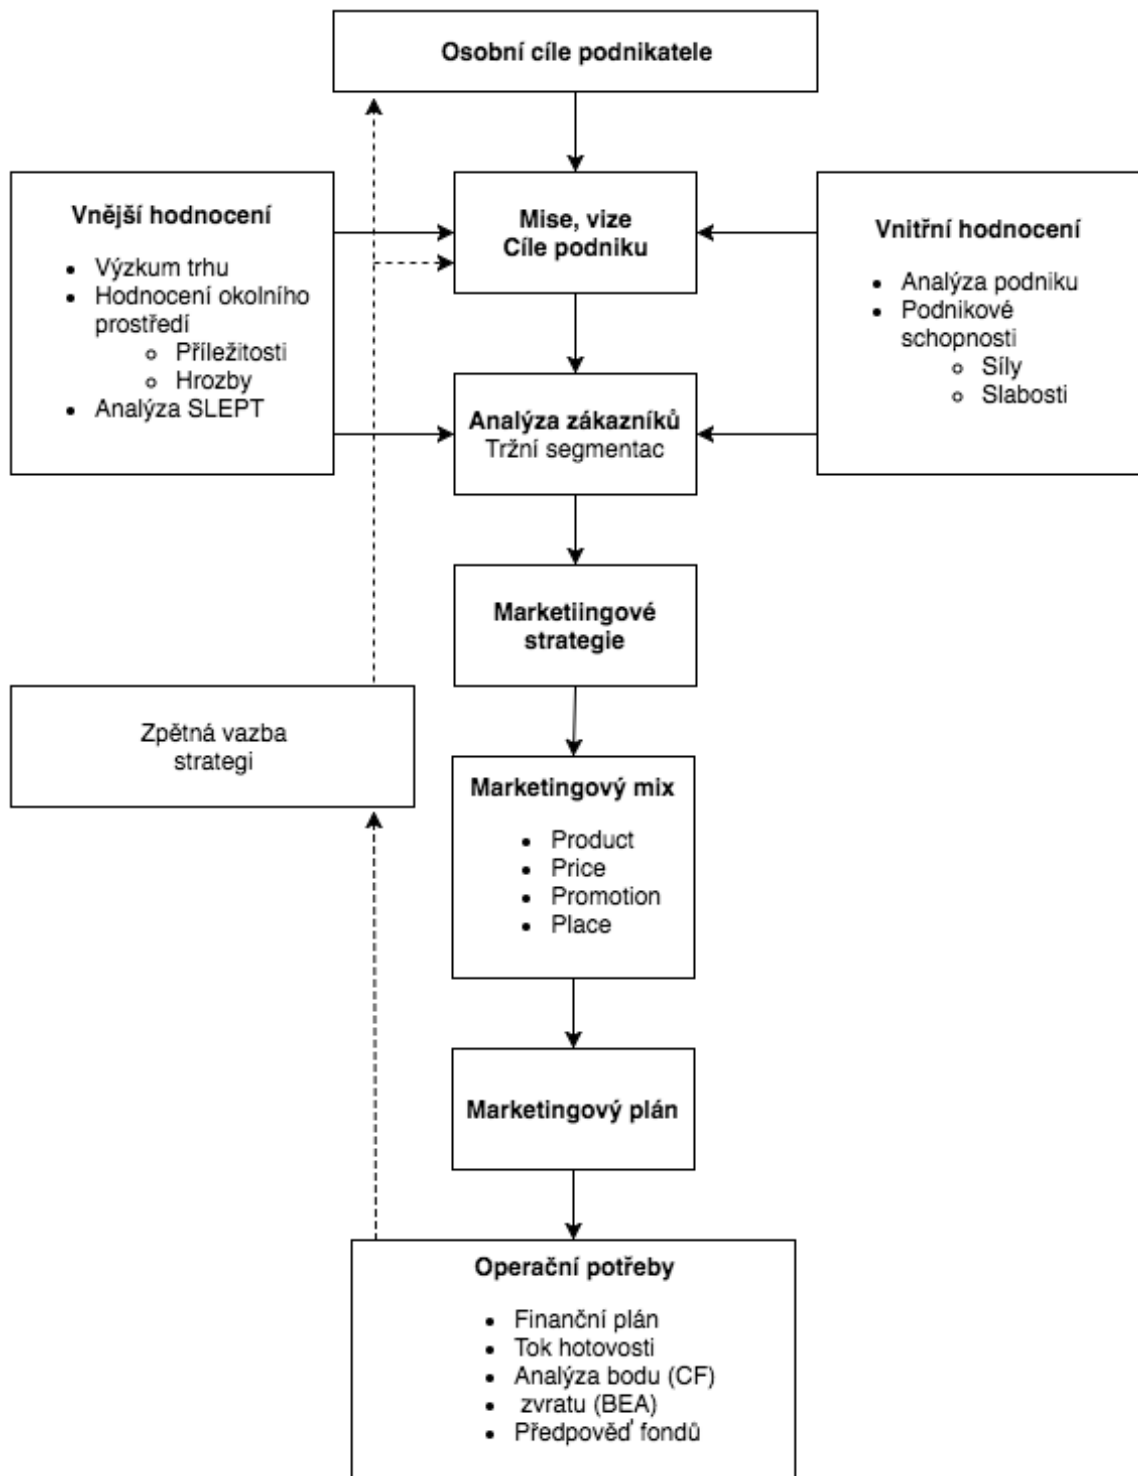 Osobní cíle podnikatele
Vnější hodnocení
Výzkum trhu
Hodnocení okolního
prostředí
Příležitosti
Hrozby
Analýza SLEPT
Mise, vize
Cíle podniku
Vnitřní hodnocení
Analýza podniku
Podnikové
schopnosti
Síly
Slabosti
Analýza zákazníků
Tržní segmentac
Marketiingové
strategie
Zpětná vazba
strategi
Marketingový mix
Product
Price
Promotion
Place
Marketingový plán
Operační potřeby
Finanční plán
Tok hotovosti
Analýza bodu (CF)
zvratu (BEA)
Předpověď fondů